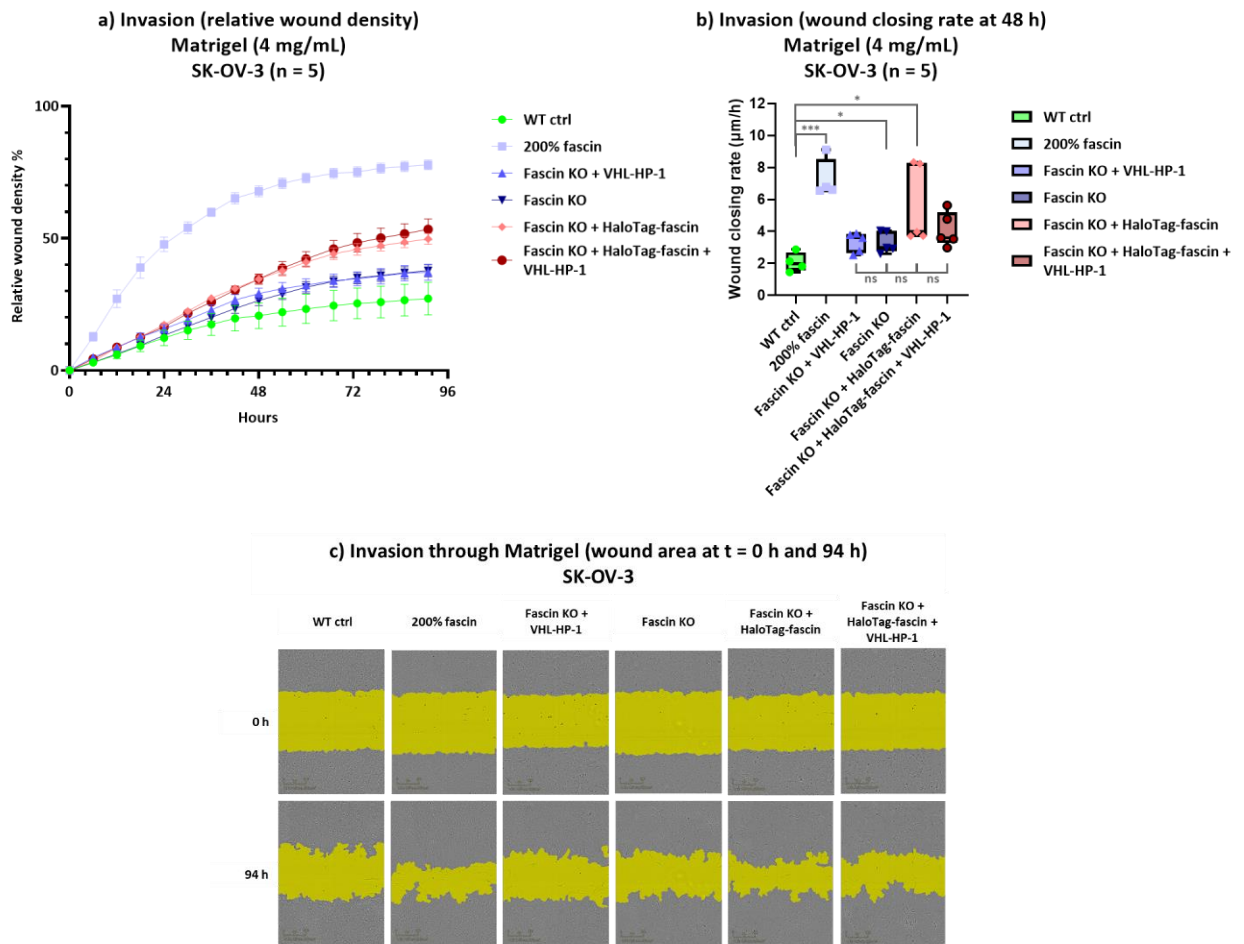 a) Invasion (relative wound density)
Matrigel (4 mg/mL)
SK-OV-3 (n = 5)
100
50
0
Relative wound density %
0 24 48 72 96
Hours
WT ctrl
200% fascin
Fascin KO + VHL-HP-1
Fascin KO
Fascin KO + HaloTag-fascin
Fascin KO + HaloTag-fascin +
VHL-HP-1
b) Invasion (wound closing rate at 48 h)
Matrigel (4 mg/mL)
SK-OV-3 (n = 5)
12
10
8
6
4
2
0
Wound closing rate (μm/h)
*
*
***
ns ns ns
WT ctrl
200% fascin
Fascin KO + VHL-HP-1
Fascin KO
Fascin KO + HaloTag-fascin
Fascin KO + HaloTag-fascin + VHL-HP-1
WT ctrl
200% fascin
Fascin KO + VHL-HP-1
Fascin KO
Fascin KO + HaloTag-fascin
Fascin KO + HaloTag-fascin +
VHL-HP-1
c) Invasion through Matrigel (wound area at t = 0 h and 94 h)
SK-OV-3
WT ctrl
200% fascin
Fascin KO +
VHL-HP-1
Fascin KO
Fascin KO +
HaloTag-fascin
Fascin KO +
HaloTag-fascin +
VHL-HP-1
0 h
94 h